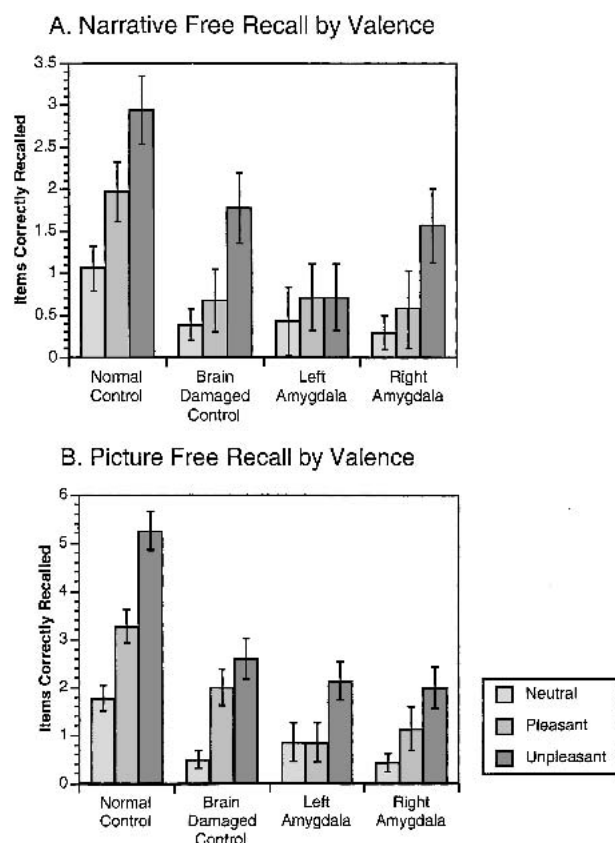 A. Narrative Free Recall by Valence
3.5
3
2.5
2
1.5
1
0.5
0
Items Correctly Recalled
Normal
Control
Brain
Damaged
Control
Left
Amygdala
Right
Amygdala
B. Picture Free Recall by Valence
6
5
4
3
2
1
0
Items Correctly Recalled
Normal
Control
Brain
Damaged
Control
Left
Amygdala
Right
Amygdala
Neutral
Pleasant
Unpleasant